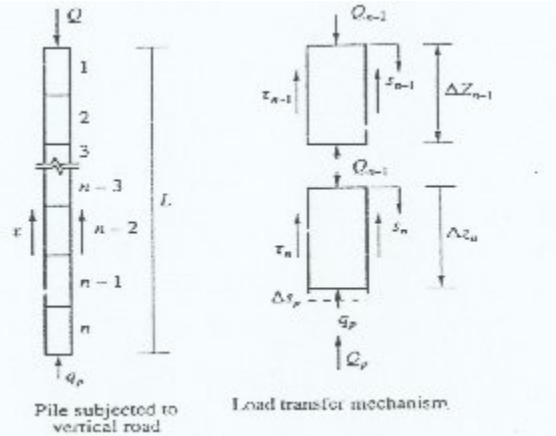 Q
1
2
3
n − 3
n − 2
n − 1
n
τ
L
q_p
Pile subjected to
vertical road
Q_{n-2}
τ_{n-1}
s_{n-1}
ΔZ_{n-1}
Q_{n-1}
τ_n
s_n
Δz_n
Δs_p
q_p
Q_p
Load transfer mechanism